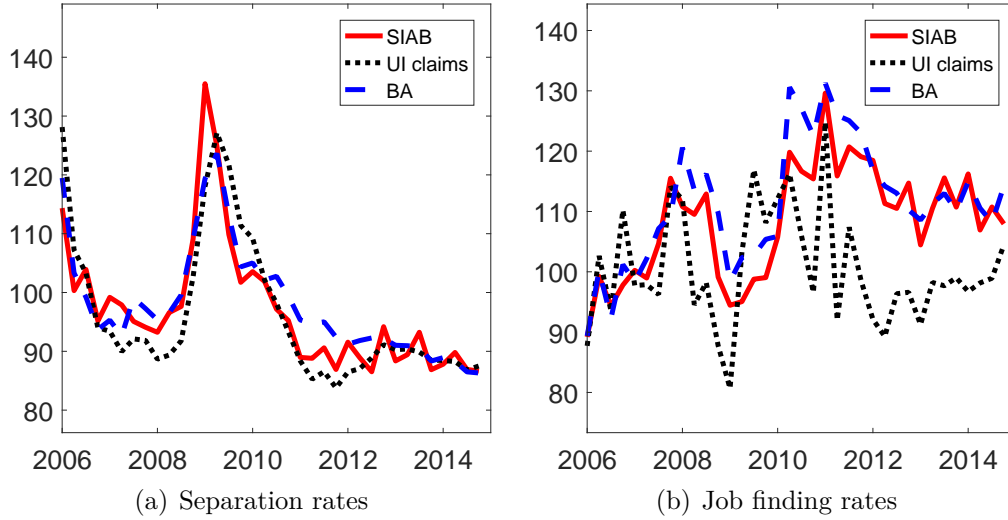 SIAB
UI claims
BA
140
130
120
110
100
90
80
2006 2008 2010 2012 2014
(a) Separation rates
SIAB
UI claims
BA
140
130
120
110
100
90
80
2006 2008 2010 2012 2014
(b) Job finding rates